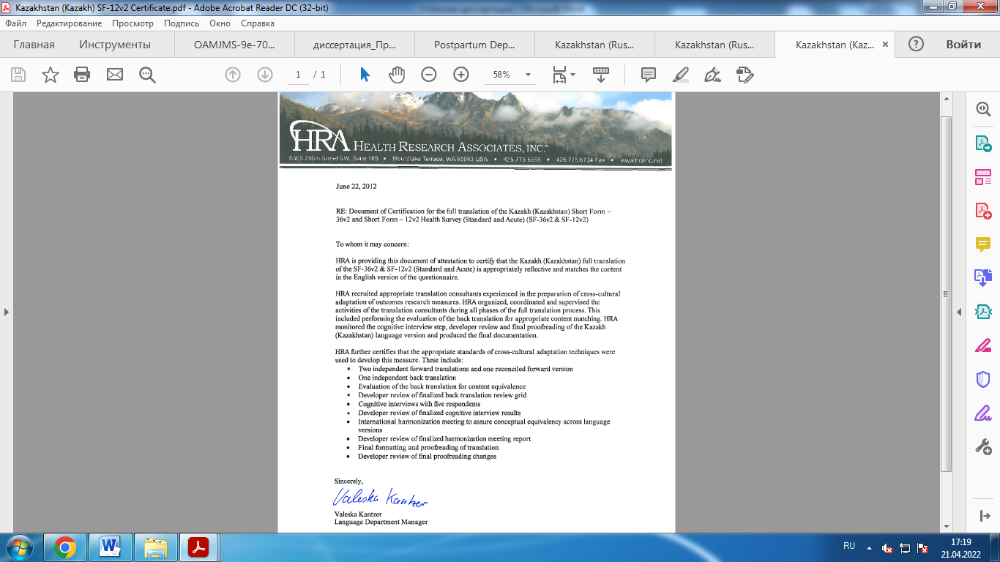 Kazakhstan (Kazakh) SF-12v2 Certificate.pdf - Adobe Acrobat Reader DC (32-bit)
Файл Редактирование Просмотр Подпись Окно Справка
Главная Инструменты OAMJMS-9e-70... диссертация_Пр... Postpartum Dep... Kazakhstan (Rus... Kazakhstan (Rus... Kazakhstan (Kaz... Войти
1 / 1 58%
HRA HEALTH RESEARCH ASSOCIATES, INC.
6505 216th Street SW, Suite 105 • Mountlake Terrace, WA 98043 USA • 425.775.6565 • 425.775.6734 Fax • www.hrainc.net
June 22, 2012
RE: Document of Certification for the full translation of the Kazakh (Kazakhstan) Short Form –
36v2 and Short Form – 12v2 Health Survey (Standard and Acute) (SF-36v2 & SF-12v2)
To whom it may concern:
HRA is providing this document of attestation to certify that the Kazakh (Kazakhstan) full translation
of the SF-36v2 & SF-12v2 (Standard and Acute) is appropriately reflective and matches the content
in the English version of the questionnaire.
HRA recruited appropriate translation consultants experienced in the preparation of cross-cultural
adaptation of outcomes research measures. HRA organized, coordinated and supervised the
activities of the translation consultants during all phases of the full translation process. This
included performing the evaluation of the back translation for appropriate content matching. HRA
monitored the cognitive interview step, developer review and final proofreading of the Kazakh
(Kazakhstan) language version and produced the final documentation.
HRA further certifies that the appropriate standards of cross-cultural adaptation techniques were
used to develop this measure. These include:
• Two independent forward translations and one reconciled forward version
• One independent back translation
• Evaluation of the back translation for content equivalence
• Developer review of finalized back translation review grid
• Cognitive interviews with five respondents
• Developer review of finalized cognitive interview results
• International harmonization meeting to assure conceptual equivalency across language
versions
• Developer review of finalized harmonization meeting report
• Final formatting and proofreading of translation
• Developer review of final proofreading changes
Sincerely,
Valeska Kantzer
Valeska Kantzer
Language Department Manager
RU 17:19
21.04.2022